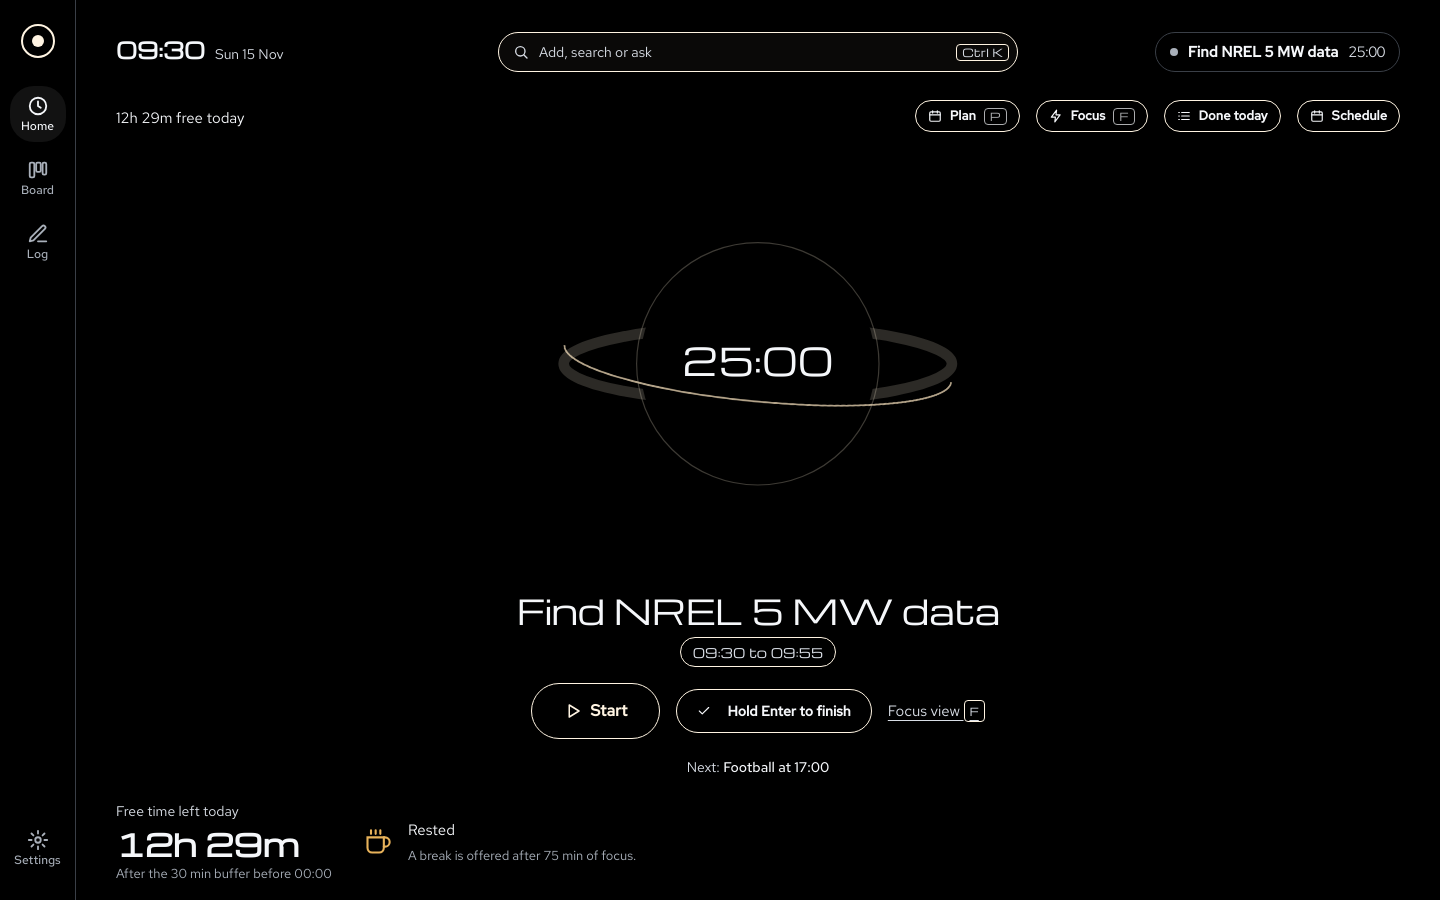 09:30 Sun 15 Nov
Add, search or ask Ctrl K
Find NREL 5 MW data 25:00
Home
Board
Log
Settings
12h 29m free today
Plan P
Focus F
Done today
Schedule
25:00
Find NREL 5 MW data
09:30 to 09:55
Start
Hold Enter to finish
Focus view F
Next: Football at 17:00
Free time left today
12h 29m
After the 30 min buffer before 00:00
Rested
A break is offered after 75 min of focus.